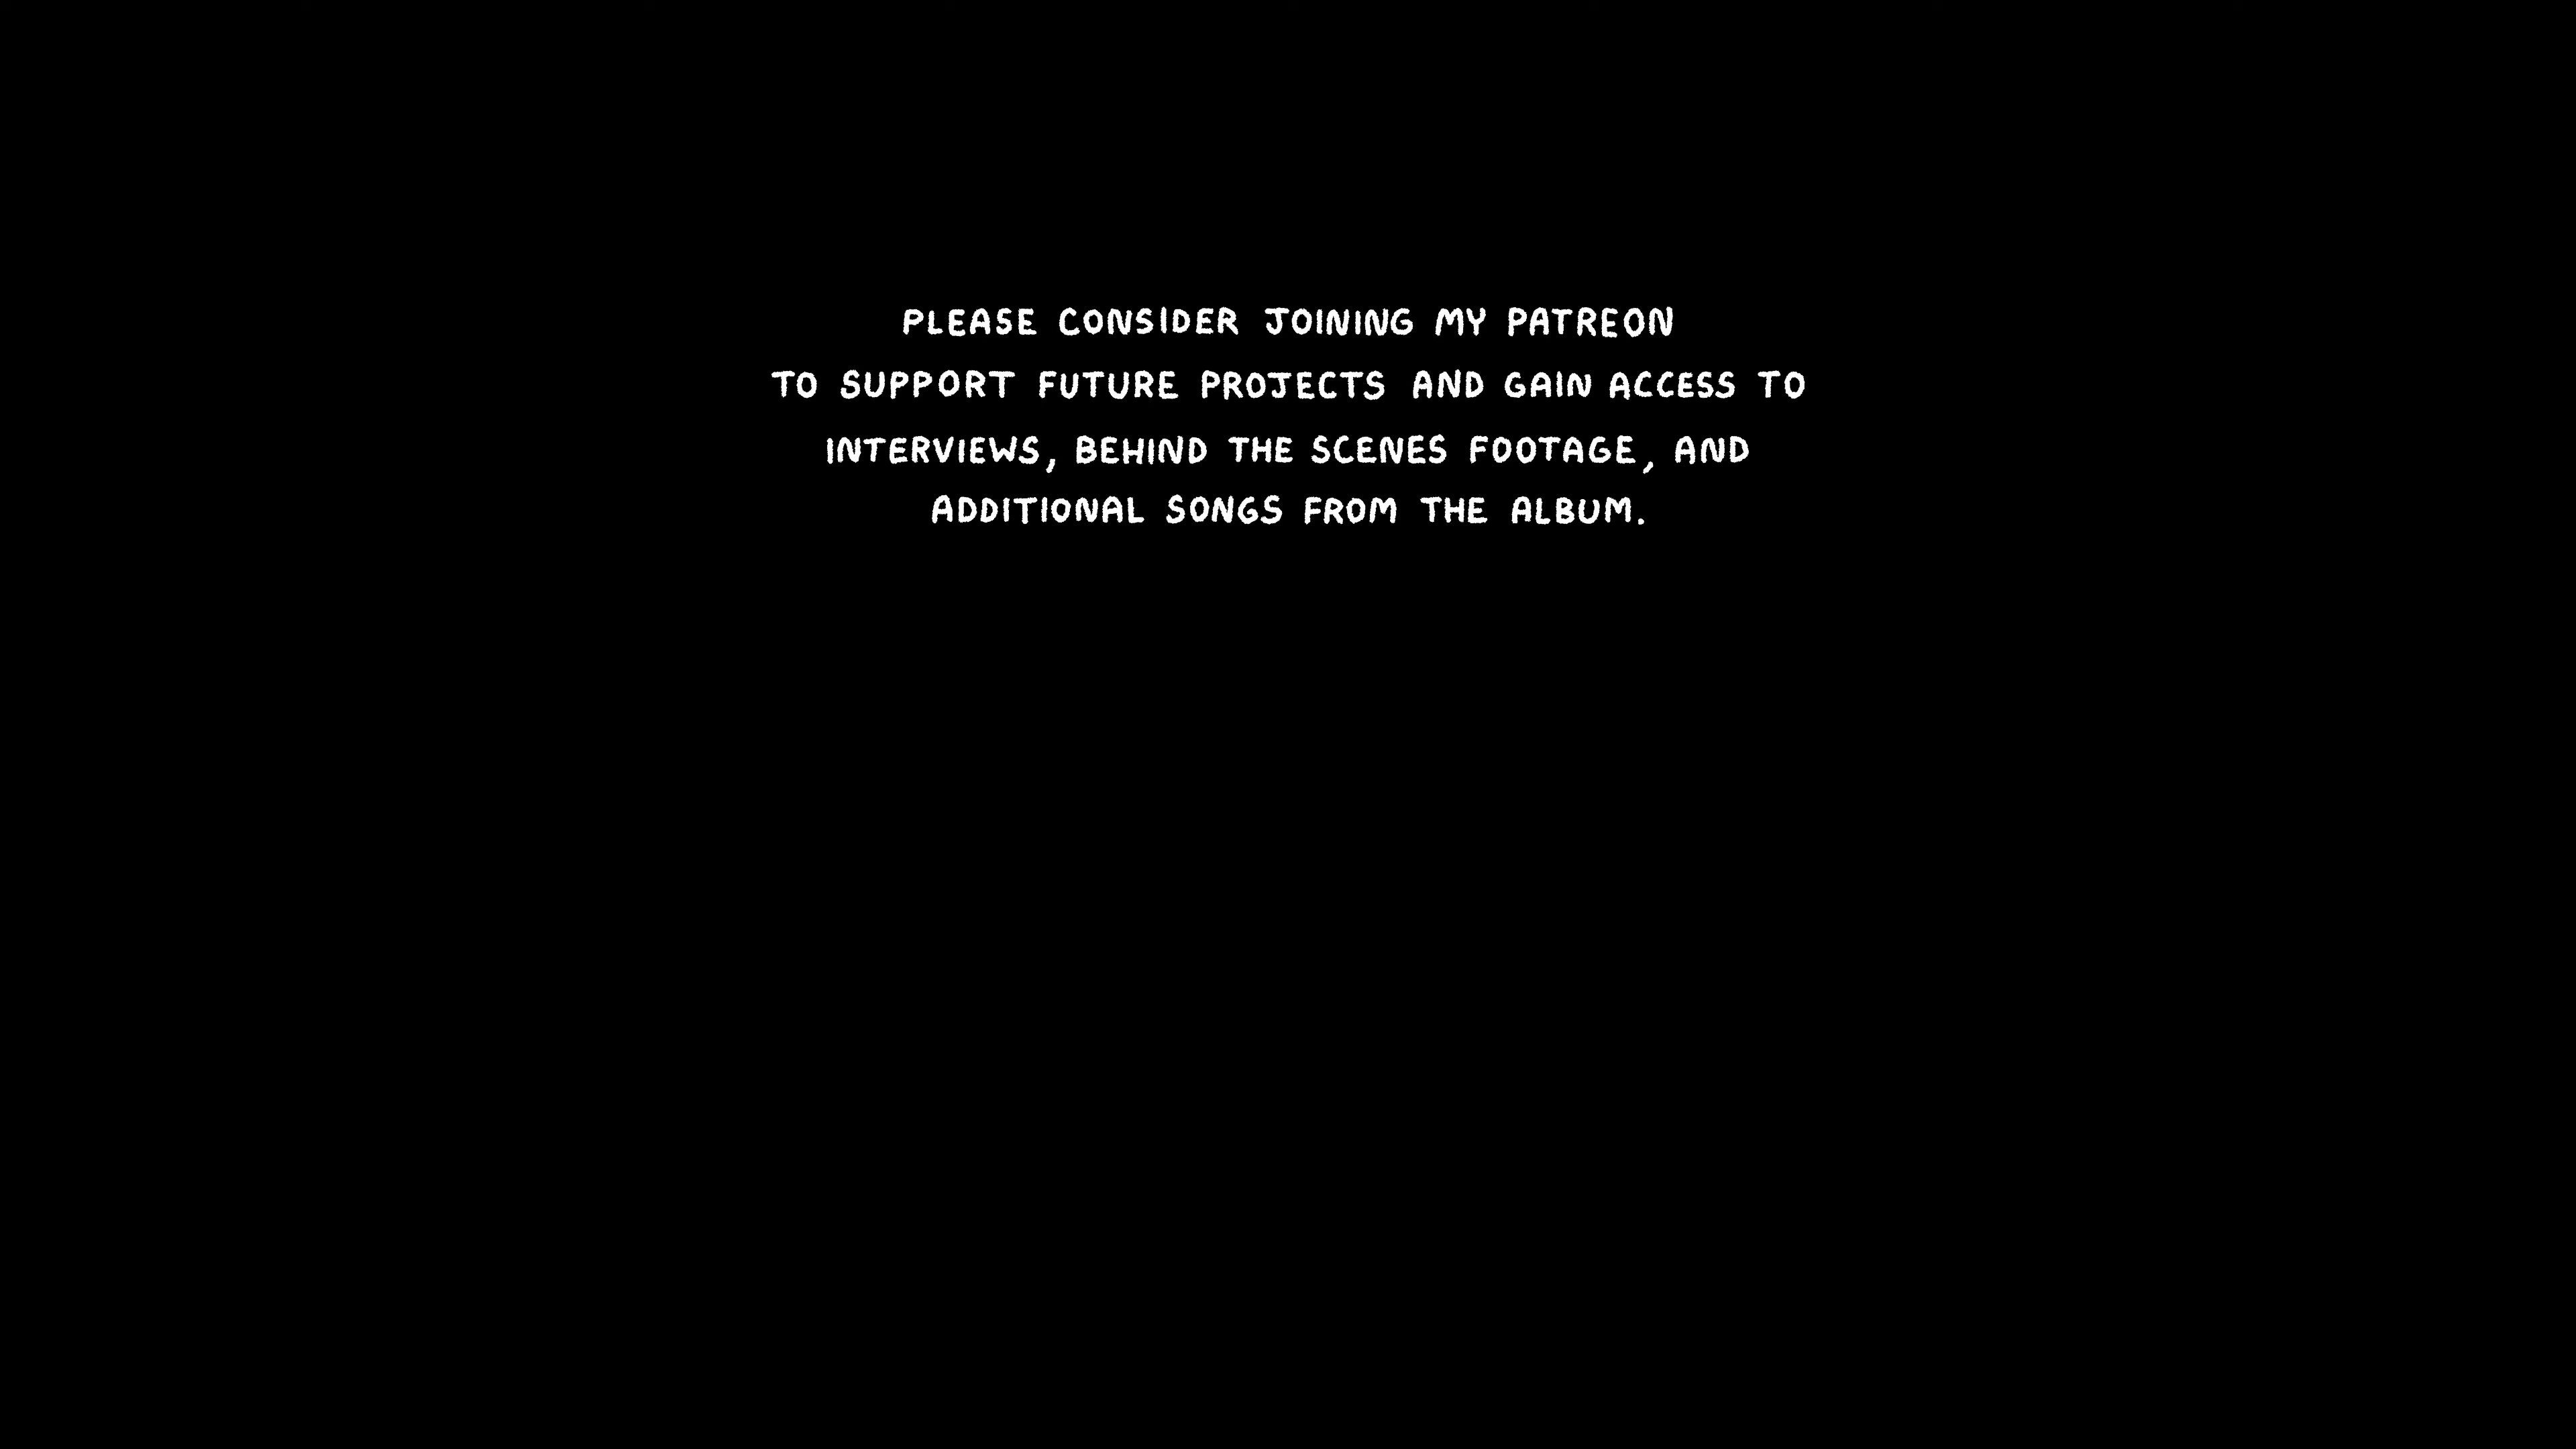 PLEASE CONSIDER JOINING MY PATREON
TO SUPPORT FUTURE PROJECTS AND GAIN ACCESS TO
INTERVIEWS, BEHIND THE SCENES FOOTAGE, AND
ADDITIONAL SONGS FROM THE ALBUM.